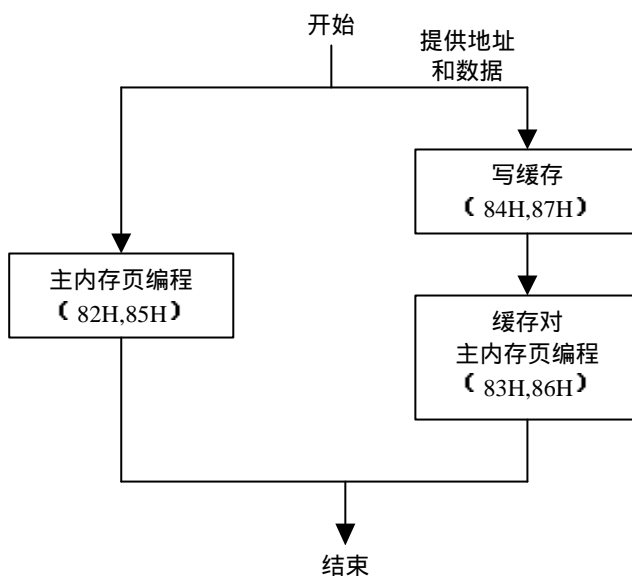 开始
提供地址
和数据
写缓存
( 84H,87H)
主内存页编程
( 82H,85H)
缓存对
主内存页编程
( 83H,86H)
结束